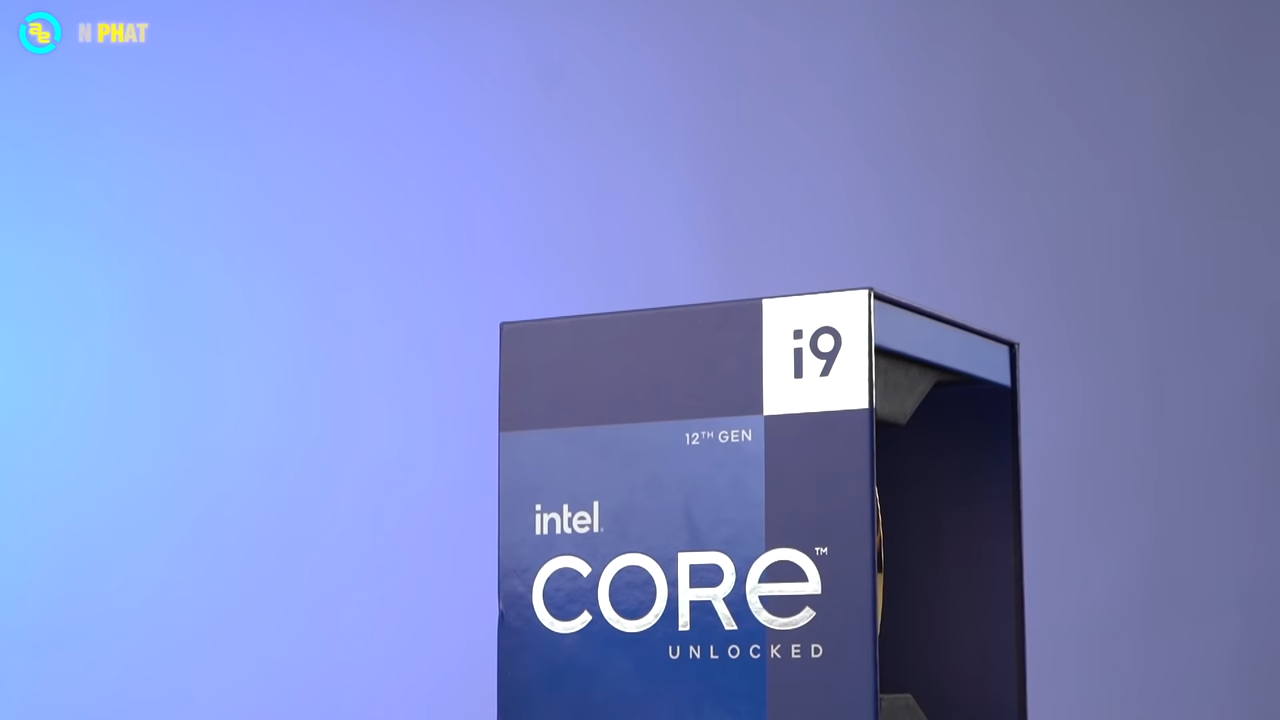 N PHAT
i9
12TH GEN
intel.
CORE™
UNLOCKED